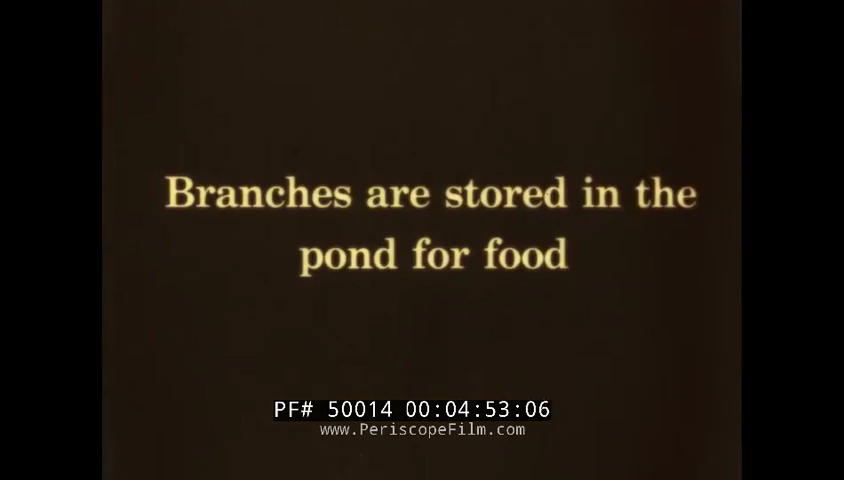 Branches are stored in the
pond for food
PF# 50014 00:04:53:06
www.PeriscopeFilm.com